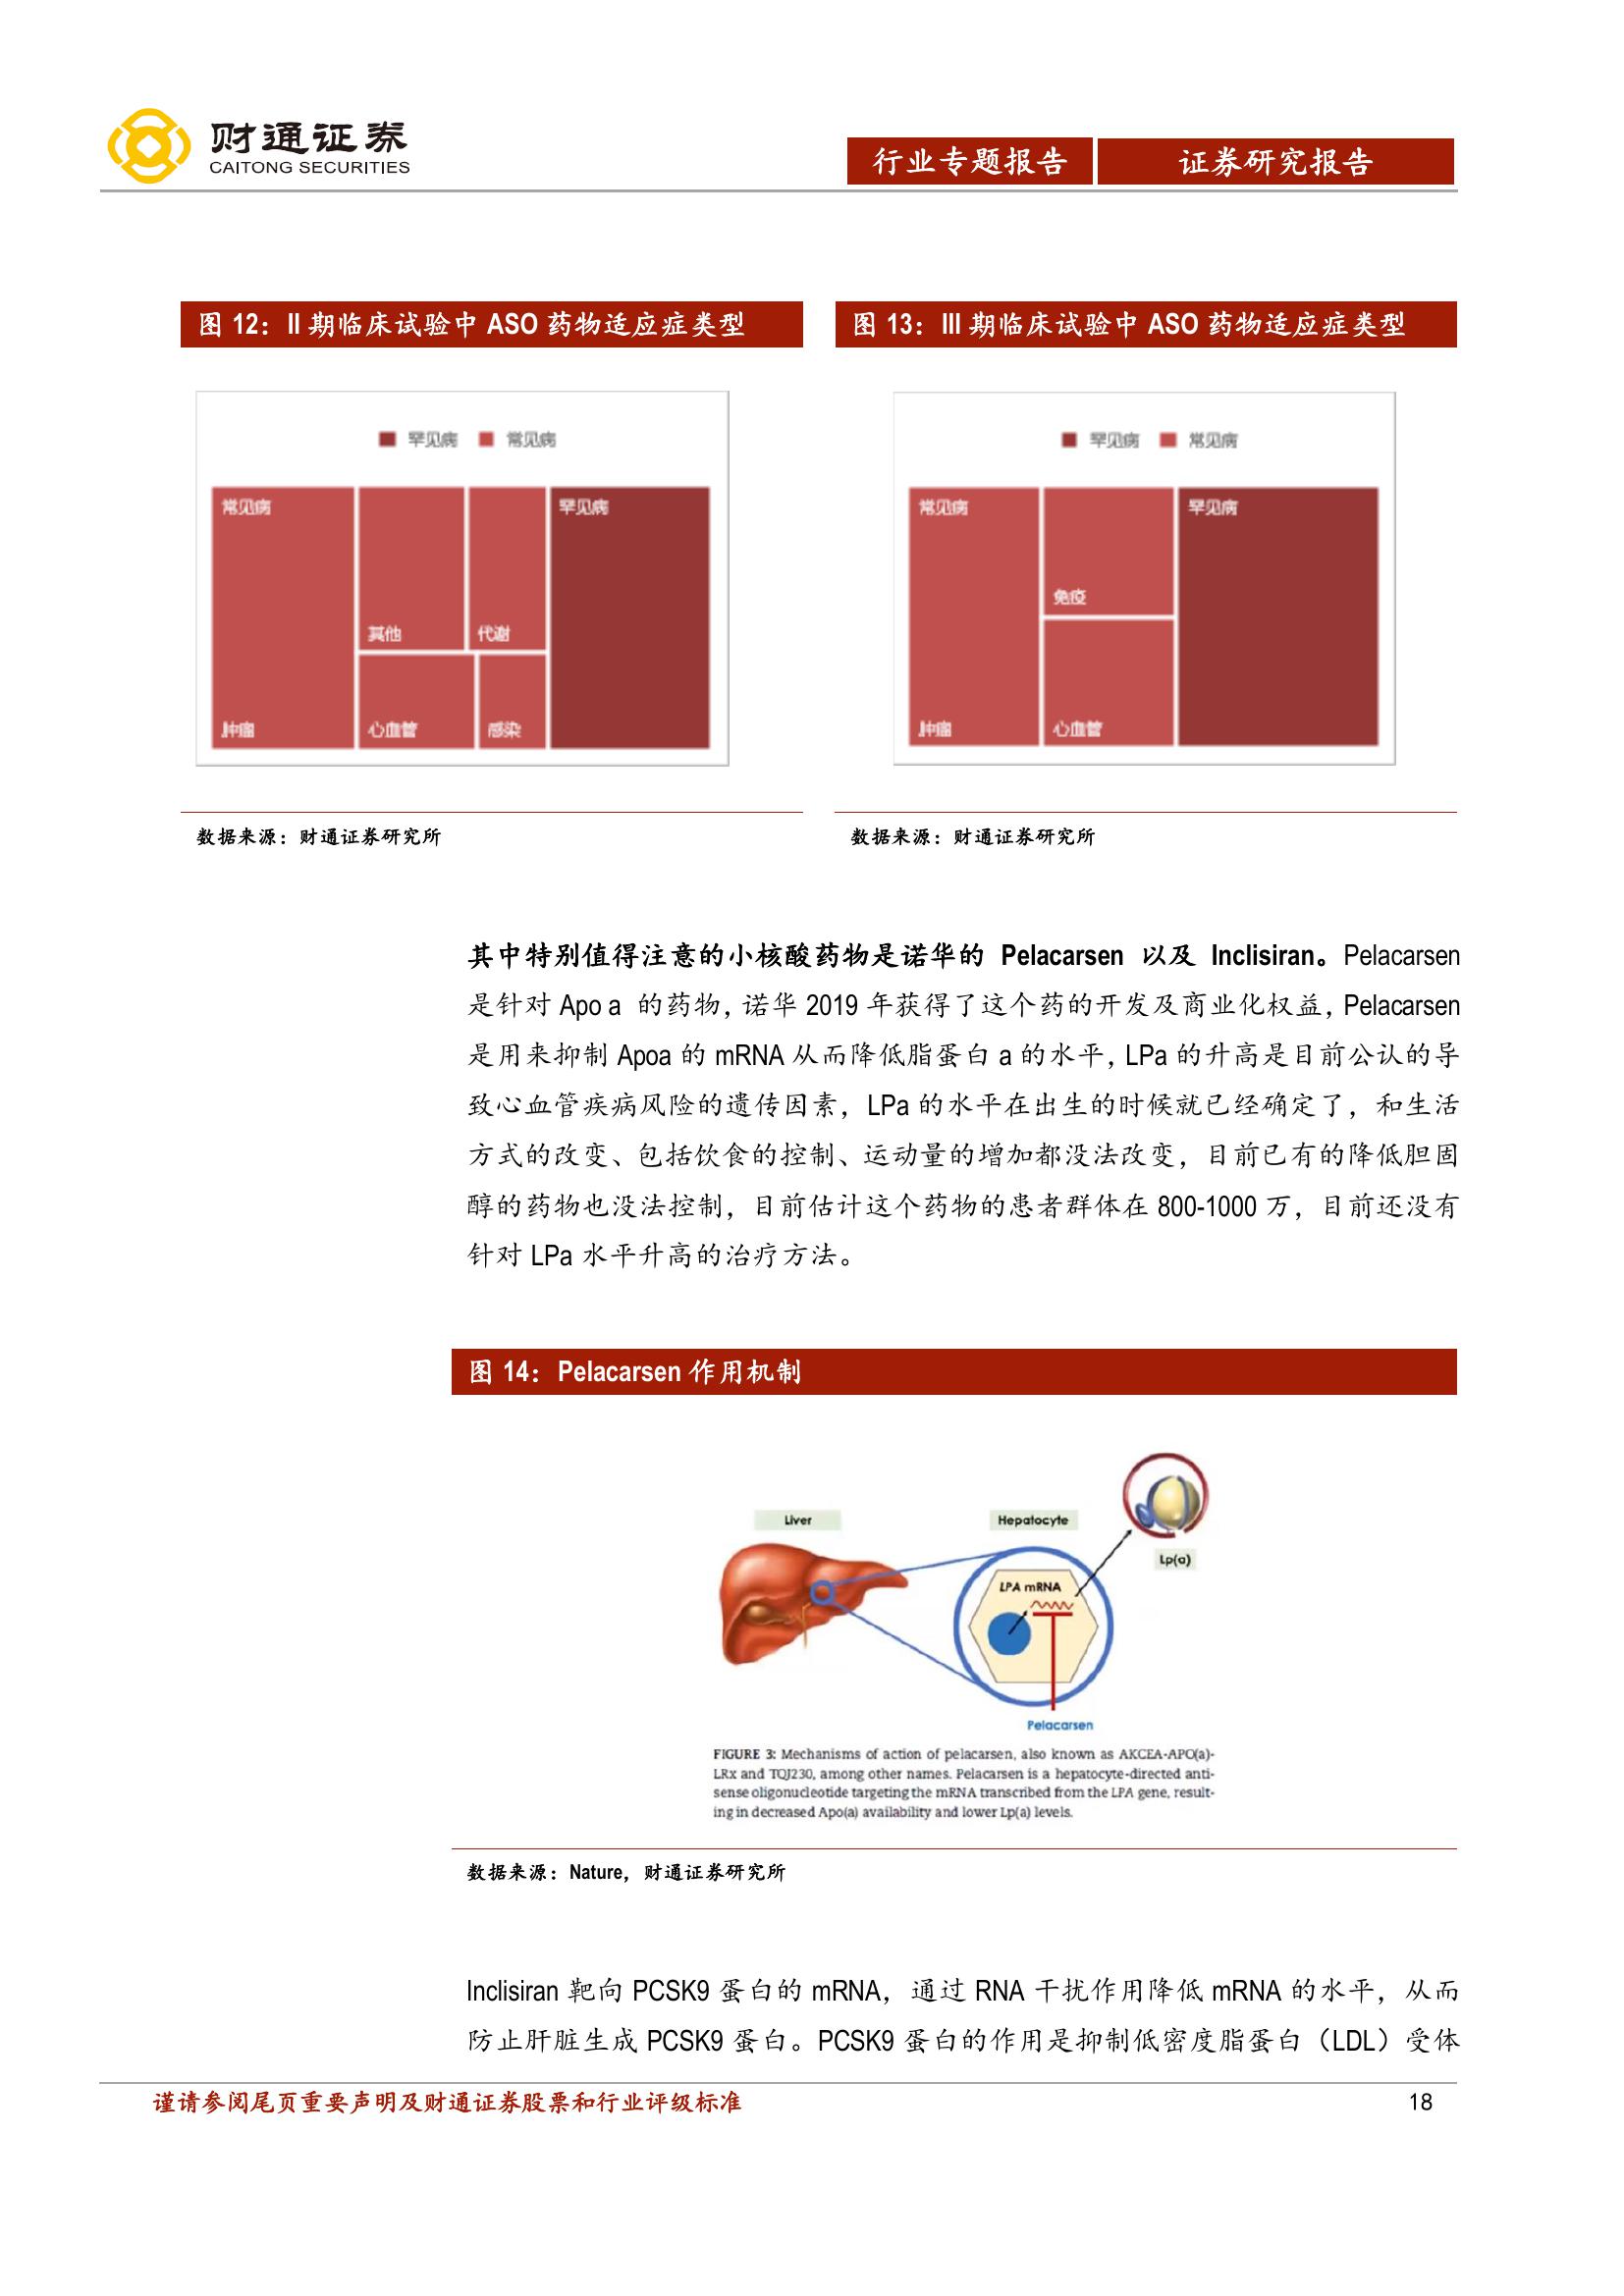 财通证券
CAITONG SECURITIES
行业专题报告 证券研究报告
图 12：II 期临床试验中 ASO 药物适应症类型
罕见病 常见病
常见病
其他
代谢
肿瘤
心血管
感染
罕见病
数据来源：财通证券研究所
图 13：III 期临床试验中 ASO 药物适应症类型
罕见病 常见病
常见病
免疫
肿瘤
心血管
罕见病
数据来源：财通证券研究所
其中特别值得注意的小核酸药物是诺华的 Pelacarsen 以及 Inclisiran。Pelacarsen
是针对 Apo a 的药物，诺华 2019 年获得了这个药的开发及商业化权益，Pelacarsen
是用来抑制 Apoa 的 mRNA 从而降低脂蛋白 a 的水平，LPa 的升高是目前公认的导
致心血管疾病风险的遗传因素，LPa 的水平在出生的时候就已经确定了，和生活
方式的改变、包括饮食的控制、运动量的增加都没法改变，目前已有的降低胆固
醇的药物也没法控制，目前估计这个药物的患者群体在 800-1000 万，目前还没有
针对 LPa 水平升高的治疗方法。
图 14：Pelacarsen 作用机制
Liver
Hepatocyte
Lp(a)
LPA mRNA
Pelacarsen
FIGURE 3: Mechanisms of action of pelacarsen, also known as AKCEA-APO(a)-
LRx and TQJ230, among other names. Pelacarsen is a hepatocyte-directed anti-
sense oligonucleotide targeting the mRNA transcribed from the LPA gene, result-
ing in decreased Apo(a) availability and lower Lp(a) levels.
数据来源：Nature，财通证券研究所
Inclisiran 靶向 PCSK9 蛋白的 mRNA，通过 RNA 干扰作用降低 mRNA 的水平，从而
防止肝脏生成 PCSK9 蛋白。PCSK9 蛋白的作用是抑制低密度脂蛋白（LDL）受体
谨请参阅尾页重要声明及财通证券股票和行业评级标准 18